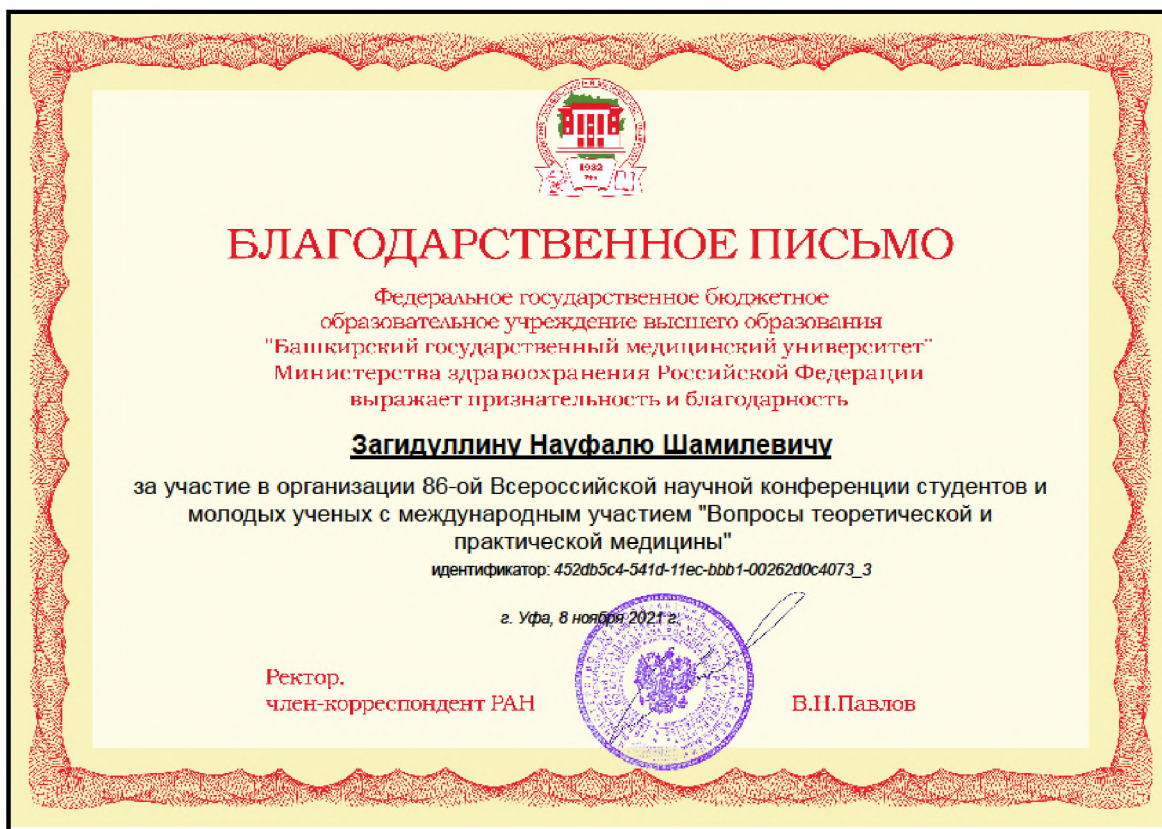 1932
БЛАГОДАРСТВЕННОЕ ПИСЬМО
Федеральное государственное бюджетное
образовательное учреждение высшего образования
"Башкирский государственный медицинский университет"
Министерства здравоохранения Российской Федерации
выражает признательность и благодарность
Загидуллину Науфалю Шамилевичу
за участие в организации 86-ой Всероссийской научной конференции студентов и
молодых ученых с международным участием "Вопросы теоретической и
практической медицины"
идентификатор: 452db5c4-541d-11ec-bbb1-00262d0c4073_3
г. Уфа, 8 ноября 2021 г.
Ректор,
член-корреспондент РАН
В.Н.Павлов